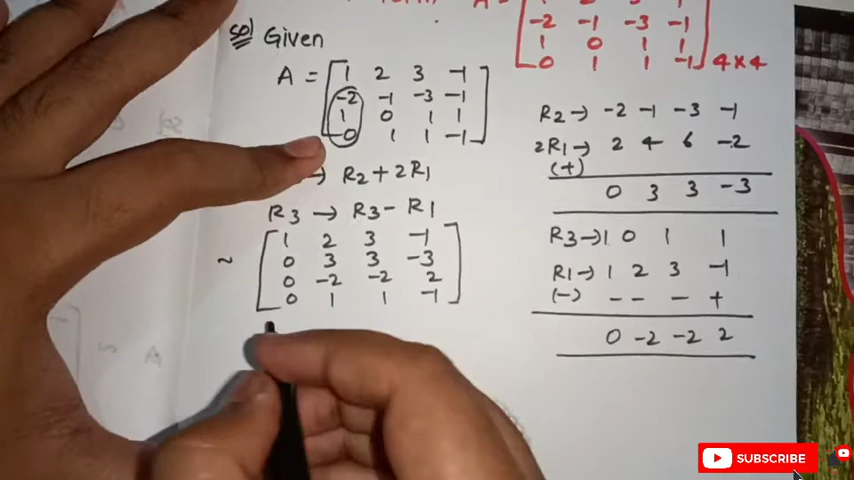 A =
-2 -1 -3 -1
1 0 1 1
0 1 1 -1 4×4
Sol Given
A = 1 2 3 -1
-2 -1 -3 -1
1 0 1 1
0 1 1 -1
→ R2 + 2R1
R3 → R3 - R1
~ 1 2 3 -1
0 3 3 -3
0 -2 -2 2
0 1 1 -1
R2 → -2 -1 -3 -1
2R1 → 2 4 6 -2
(+)
0 3 3 -3
R3 → 1 0 1 1
R1 → 1 2 3 -1
(-) - - - +
0 -2 -2 2
SUBSCRIBE